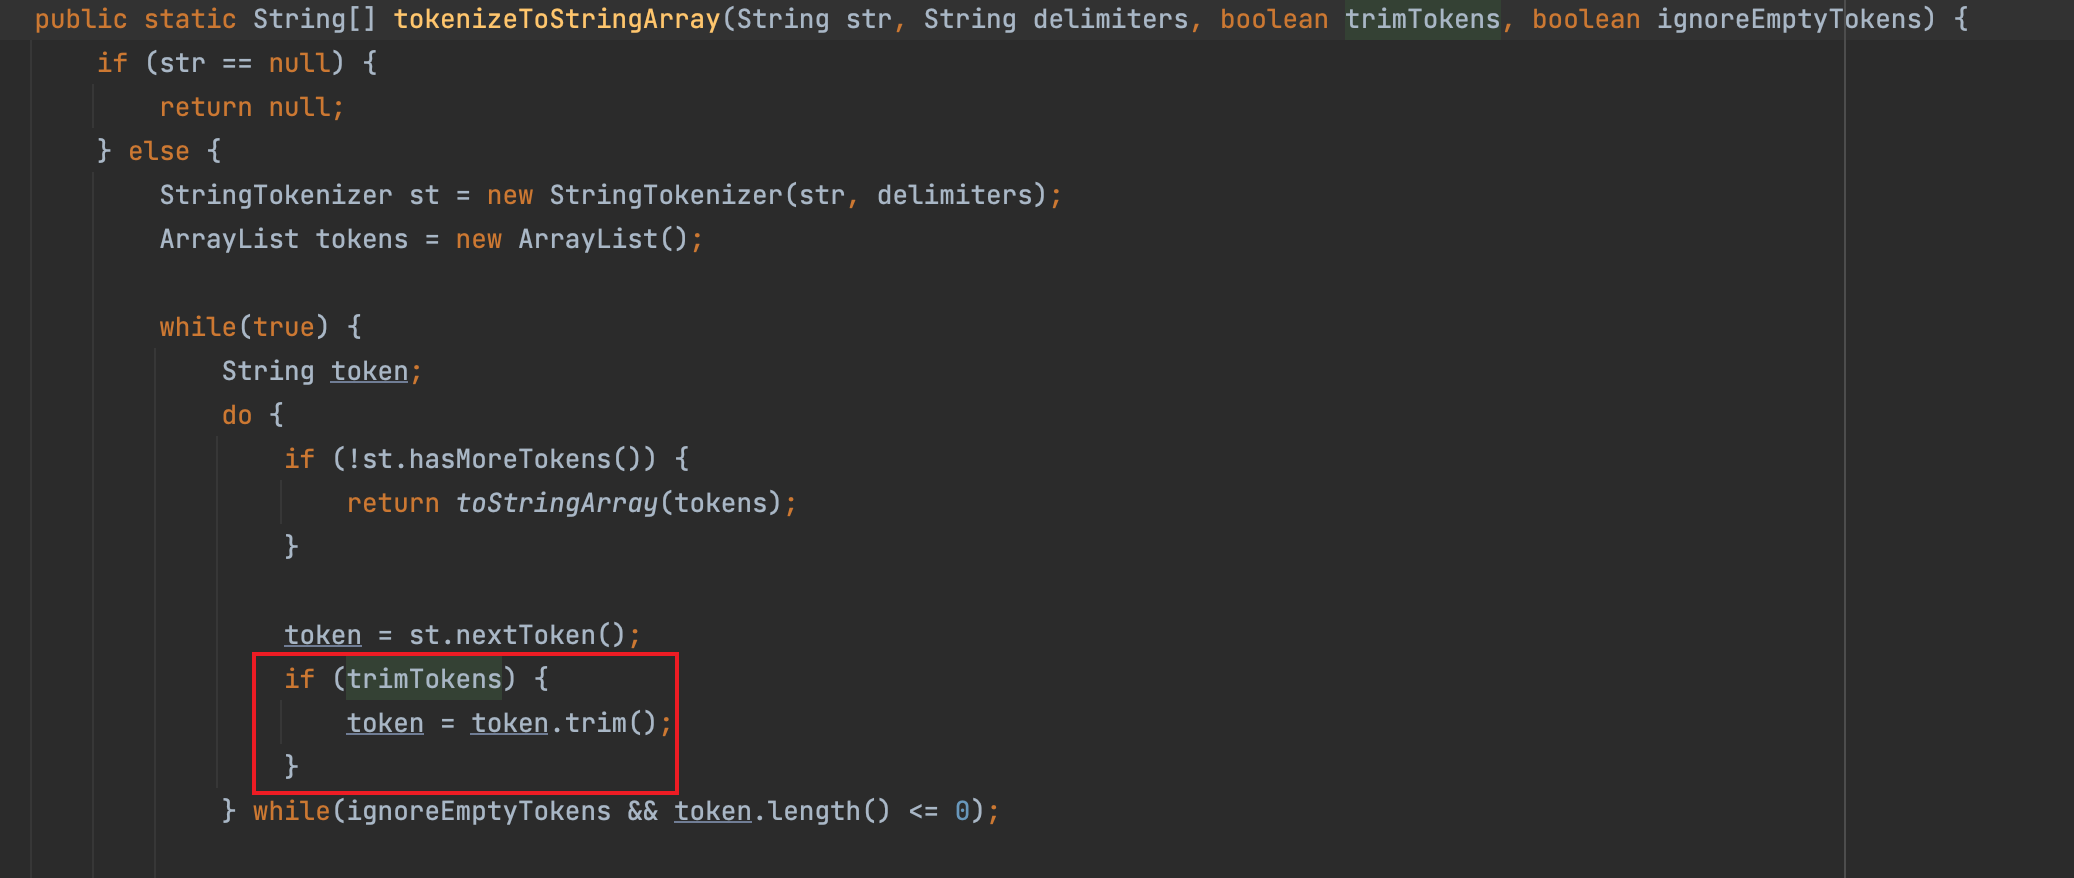 public static String[] tokenizeToStringArray(String str, String delimiters, boolean trimTokens, boolean ignoreEmptyTokens) {
if (str == null) {
return null;
} else {
StringTokenizer st = new StringTokenizer(str, delimiters);
ArrayList tokens = new ArrayList();
while(true) {
String token;
do {
if (!st.hasMoreTokens()) {
return toStringArray(tokens);
}
token = st.nextToken();
if (trimTokens) {
token = token.trim();
}
} while(ignoreEmptyTokens && token.length() <= 0);